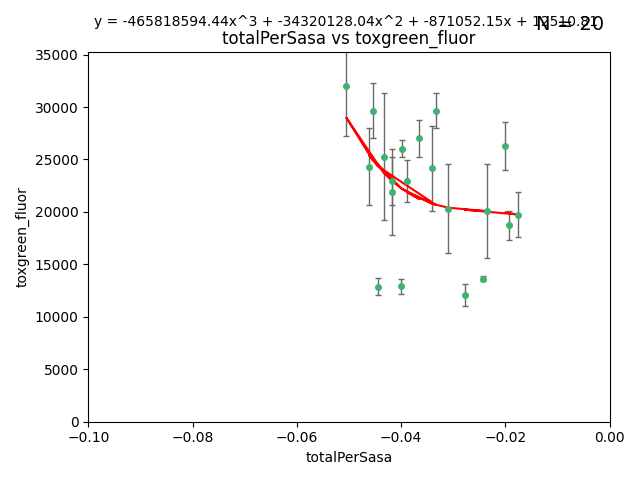 y = -465818594.44x^3 + -34320128.04x^2 + -871052.15x +
N = 20
totalPerSasa vs toxgreen_fluor
35000
30000
25000
20000
15000
10000
5000
0
toxgreen_fluor
−0.10
−0.08
−0.06
−0.04
−0.02
0.00
totalPerSasa